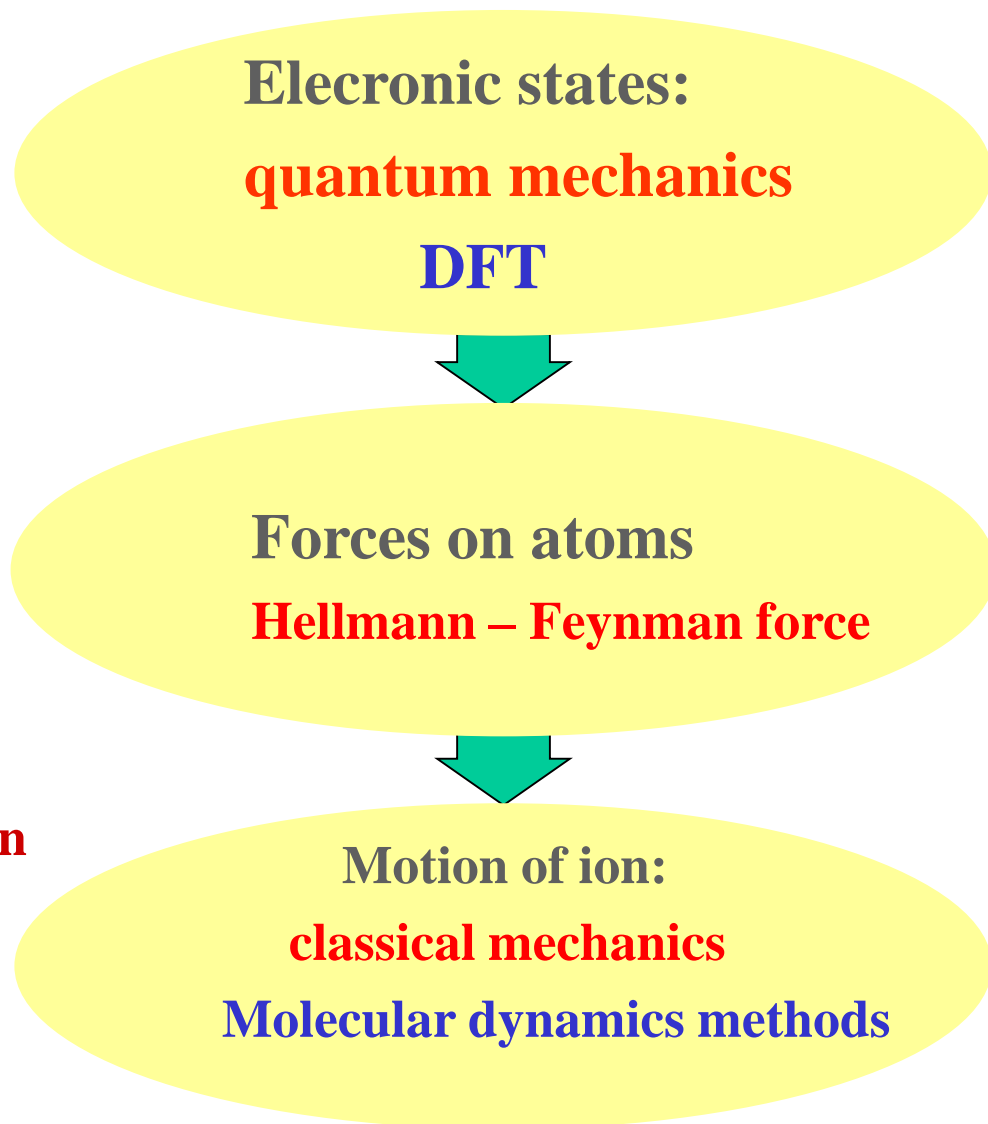 Elecronic states:
quantum mechanics
DFT
Forces on atoms
Hellmann – Feynman force
n
Motion of ion:
classical mechanics
Molecular dynamics methods